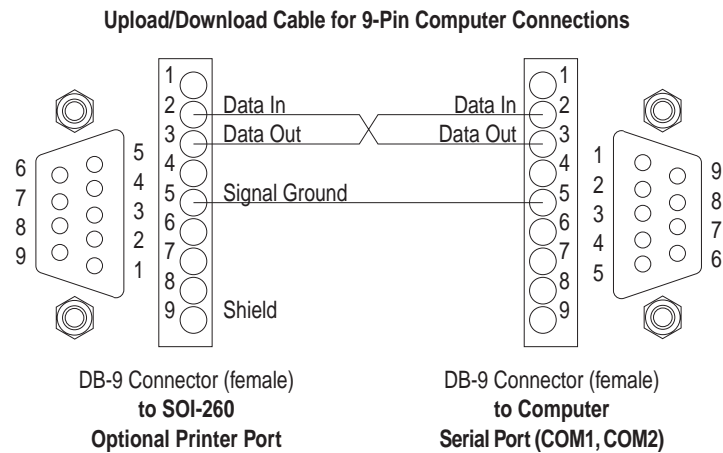 Upload/Download Cable for 9-Pin Computer Connections
1
2 Data In
3 Data Out
4
5 Signal Ground
6
7
8
9 Shield
Data In 2
Data Out 3
1
4
5
6
7
8
9
6
7
8
9
5
4
3
2
1
1
2
3
4
5
9
8
7
6
DB-9 Connector (female)
to SOI-260
Optional Printer Port
DB-9 Connector (female)
to Computer
Serial Port (COM1, COM2)